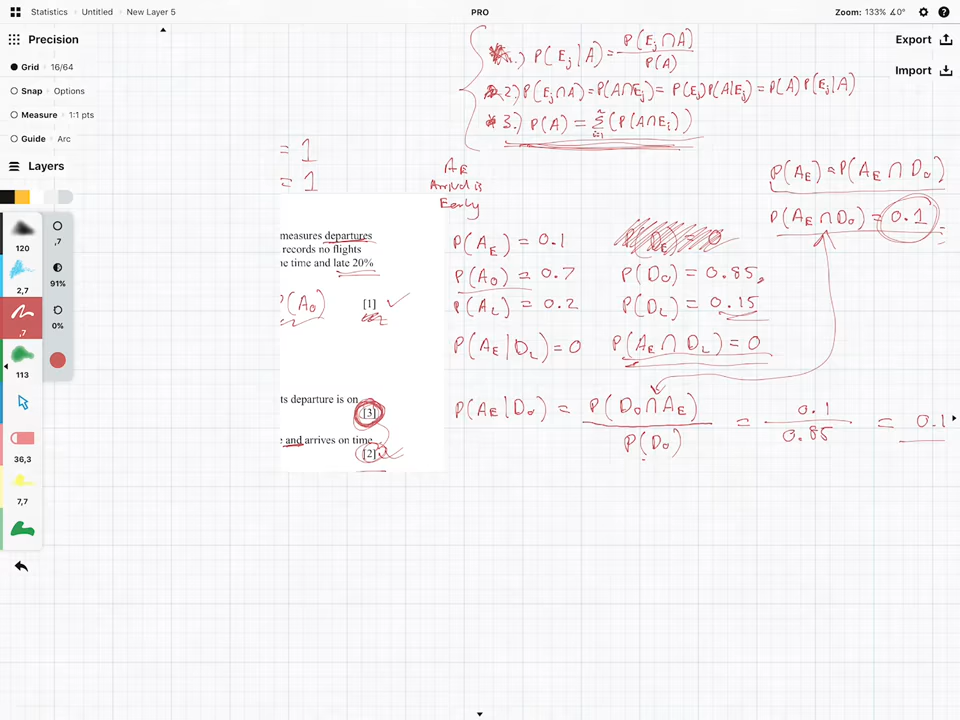 Statistics › Untitled › New Layer 5
PRO
Zoom: 133% ∠0°
Precision
Grid 16/64
Snap Options
Measure 1:1 pts
Guide Arc
Layers
Export
Import
120
,7
91%
2,7
,7
0%
113
36,3
7,7
1.) P(Ej|A) = P(Ej∩A) / P(A)
2.) P(Ej∩A) = P(A∩Ej) = P(Ej)P(A|Ej) = P(A)P(Ej|A)
3.) P(A) = Σ i=1 n (P(A∩Ei))
= 1
= 1
AE
Arrival is
Early
P(AE) = P(AE ∩ DO)
P(AE ∩ DO) = 0.1
measures departures
records no flights
ne time and late 20%
P(AO) [1]
ts departure is on
[3]
e and arrives on time
[2]
P(AE) = 0.1
P(AO) = 0.7 P(DO) = 0.85,
P(AL) = 0.2 P(DL) = 0.15
P(AE|DL) = 0 P(AE ∩ DL) = 0
P(AE|DO) = P(DO∩AE) / P(DO) = 0.1 / 0.85 = 0.1